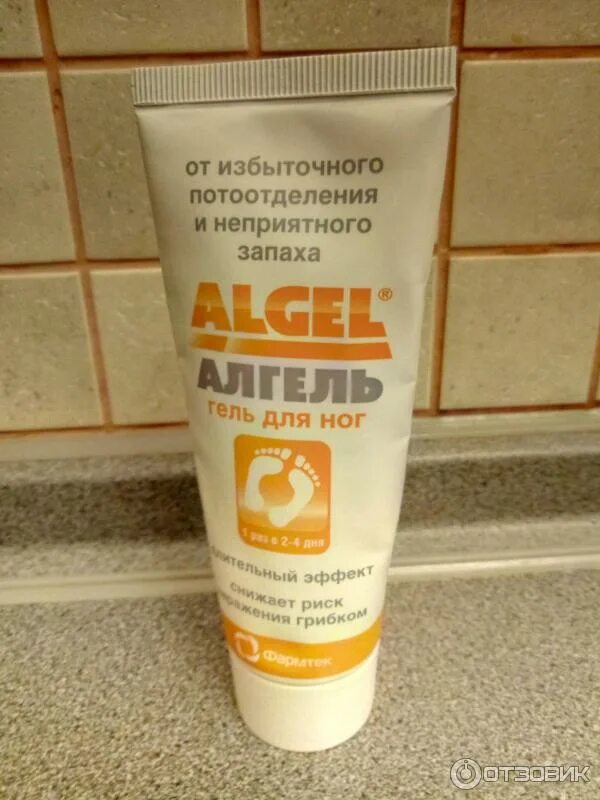 от избыточного
потоотделения
и неприятного
запаха
ALGEL®
АЛГЕЛЬ
гель для ног
1 раз в 2-4 дня
длительный эффект
снижает риск
заражения грибком
Фармтек
ОТЗОВИК